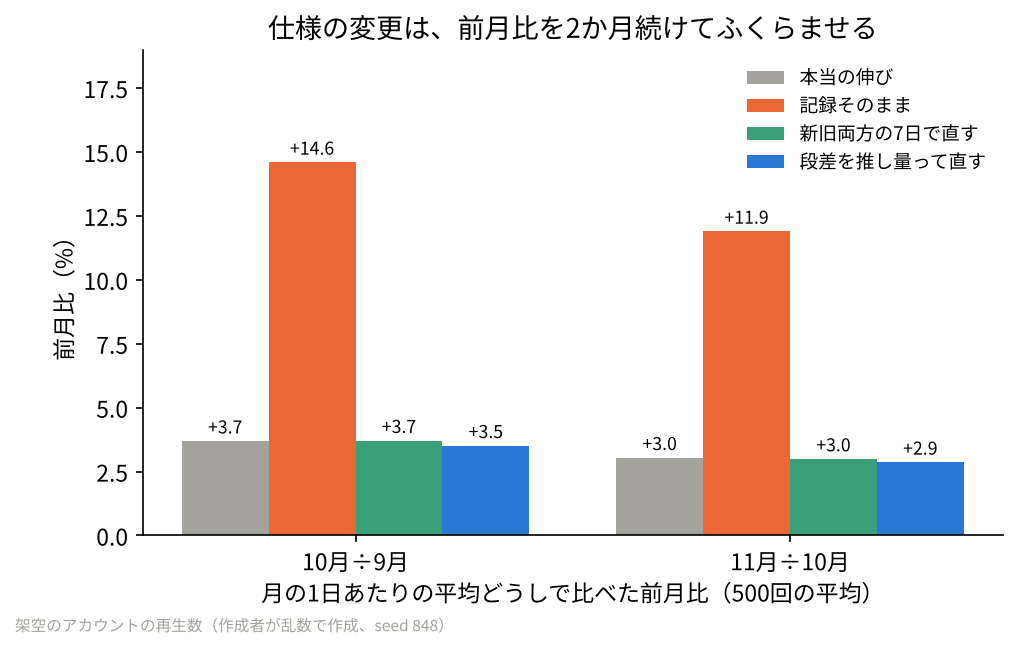 仕様の変更は、前月比を2か月続けてふくらませる
本当の伸び
記録そのまま
新旧両方の7日で直す
段差を推し量って直す
前月比（%）
17.5
15.0
12.5
10.0
7.5
5.0
2.5
0.0
+3.7
+14.6
+3.7
+3.5
+3.0
+11.9
+3.0
+2.9
10月÷9月
11月÷10月
月の1日あたりの平均どうしで比べた前月比（500回の平均）
架空のアカウントの再生数（作成者が乱数で作成、seed 848）